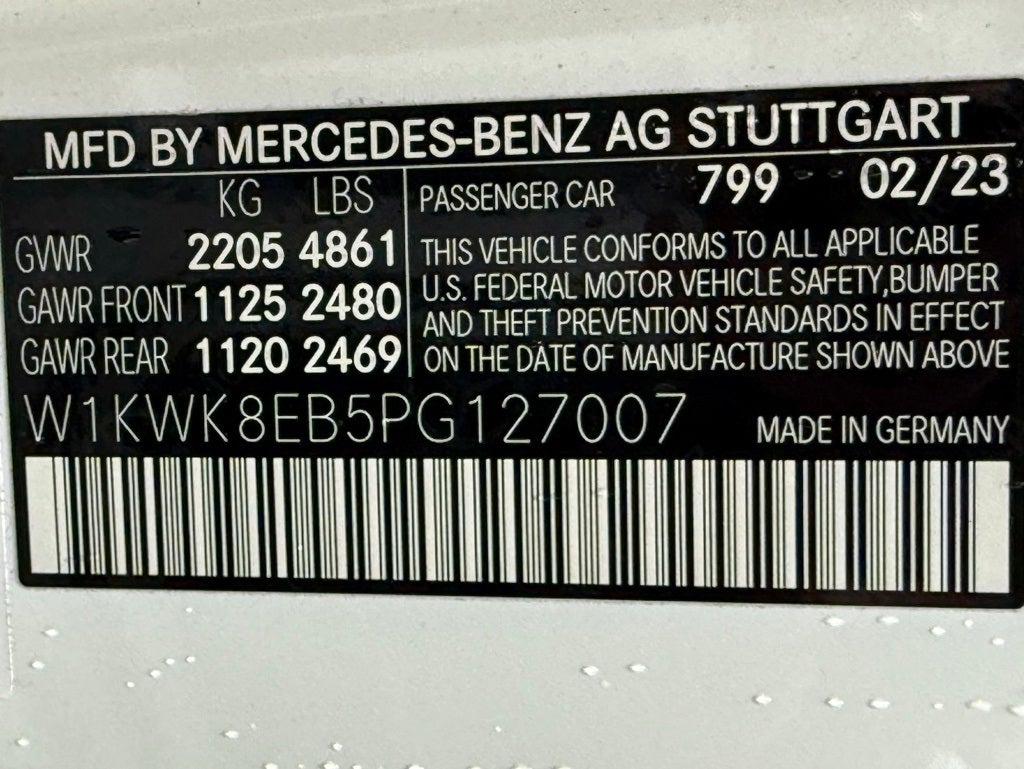 MFD BY MERCEDES-BENZ AG STUTTGART
KG LBS
GVWR 2205 4861
GAWR FRONT 1125 2480
GAWR REAR 1120 2469
PASSENGER CAR 799 02/23
THIS VEHICLE CONFORMS TO ALL APPLICABLE
U.S. FEDERAL MOTOR VEHICLE SAFETY,BUMPER
AND THEFT PREVENTION STANDARDS IN EFFECT
ON THE DATE OF MANUFACTURE SHOWN ABOVE
W1KWK8EB5PG127007
MADE IN GERMANY